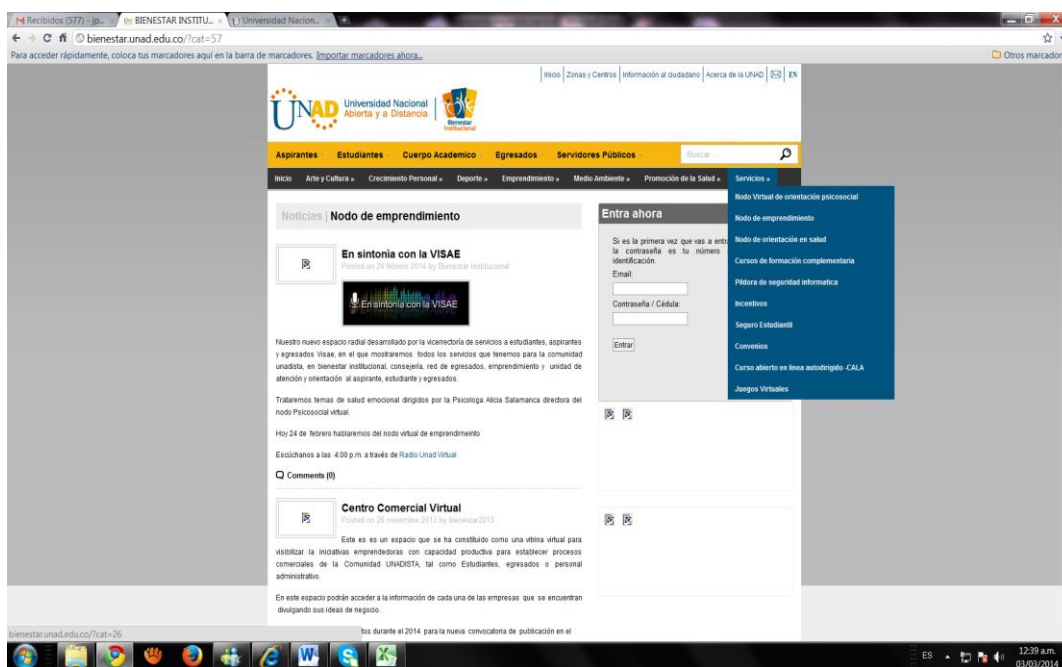 Recibidos (577) - jp...
BIENESTAR INSTITU...
Universidad Nacion...
bienestar.unad.edu.co/?cat=57
Para acceder rápidamente, coloca tus marcadores aquí en la barra de marcadores. Importar marcadores ahora...
Otros marcador
Inicio Zonas y Centros Información al ciudadano Acerca de la UNAD EN
UNAD
Universidad Nacional
Abierta y a Distancia
Bienestar
Institucional
Aspirantes Estudiantes Cuerpo Academico Egresados Servidores Públicos Buscar ...
Inicio Arte y Cultura » Crecimiento Personal » Deporte » Emprendimiento » Medio Ambiente » Promoción de la Salud » Servicios »
Nodo Virtual de orientación psicosocial
Nodo de emprendimiento
Nodo de orientación en salud
Cursos de formación complementaria
Pildora de seguridad informatica
Incentivos
Seguro Estudiantil
Convenios
Curso abierto en linea autodirigido -CALA
Juegos Virtuales
Noticias | Nodo de emprendimiento
En sintonia con la VISAE
Posted on 24 febrero 2014 by Bienestar Institucional
En sintonia con la VISAE
Nuestro nuevo espacio radial desarrollado por la vicerrectoría de servicios a estudiantes, aspirantes
y egresados Visae, en el que mostraremos todos los servicios que tenemos para la comunidad
unadista, en bienestar institucional, consejería, red de egresados, emprendimiento y unidad de
atención y orientación al aspirante, estudiante y egresados.
Trataremos temas de salud emocional dirigidos por la Psicologa Alicia Salamanca directora del
nodo Psicosocial virtual.
Hoy 24 de febrero hablaremos del nodo virtual de emprendimeinto
Escúchanos a las 4:00 p.m. a través de Radio Unad Virtual
Comments (0)
Centro Comercial Virtual
Posted on 26 noviembre 2013 by bienestar2013
Este es es un espacio que se ha constituido como una vitrina virtual para
visibilizar la iniciativas emprendedoras con capacidad productiva para establecer procesos
comerciales de la Comunidad UNADISTA, tal como Estudiantes, egresados o personal
administrativo.
En este espacio podrán acceder a la información de cada una de las empresas que se encuentran
divulgando sus ideas de negocio.
tos durante el 2014 para la nueva convocatoria de publicación en el
Entra ahora
Si es la primera vez que vas a entr
la contraseña es tu número
identificación.
Email:
Contraseña / Cédula:
Entrar
bienestar.unad.edu.co/?cat=26
ES
12:39 a.m.
03/03/2014